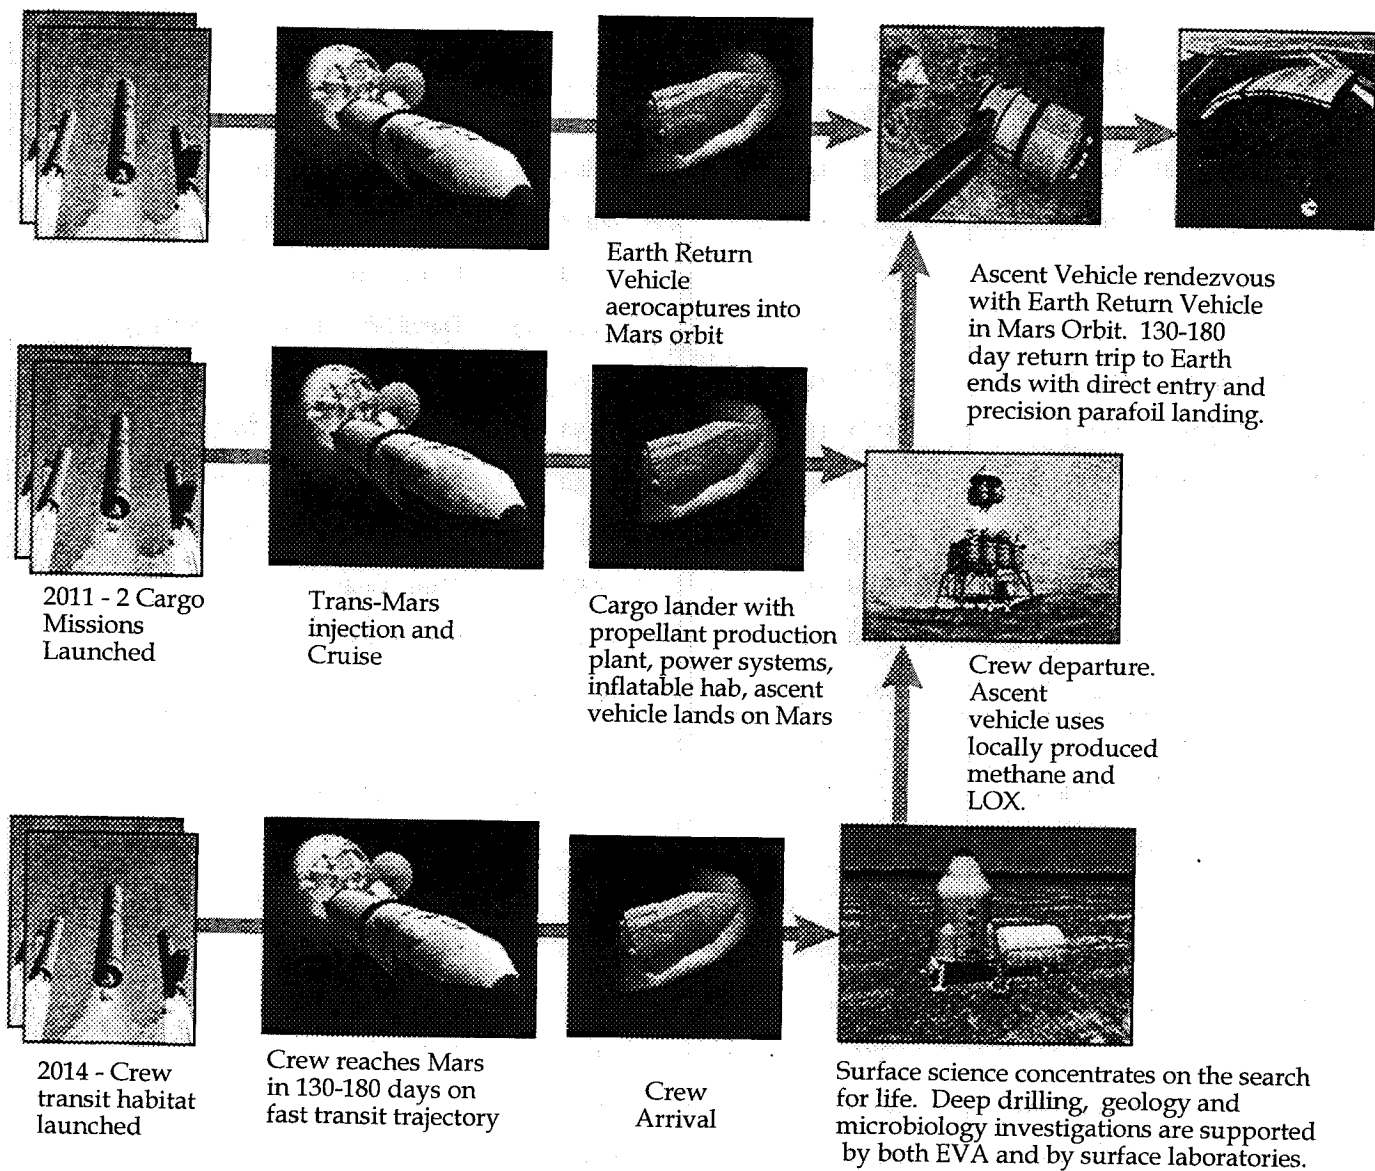 Earth Return
Vehicle
aerocaptures into
Mars orbit
Ascent Vehicle rendezvous
with Earth Return Vehicle
in Mars Orbit. 130-180
day return trip to Earth
ends with direct entry and
precision parafoil landing.
2011 - 2 Cargo
Missions
Launched
Trans-Mars
injection and
Cruise
Cargo lander with
propellant production
plant, power systems,
inflatable hab, ascent
vehicle lands on Mars
Crew departure.
Ascent
vehicle uses
locally produced
methane and
LOX.
2014 - Crew
transit habitat
launched
Crew reaches Mars
in 130-180 days on
fast transit trajectory
Crew
Arrival
Surface science concentrates on the search
for life. Deep drilling, geology and
microbiology investigations are supported
by both EVA and by surface laboratories.